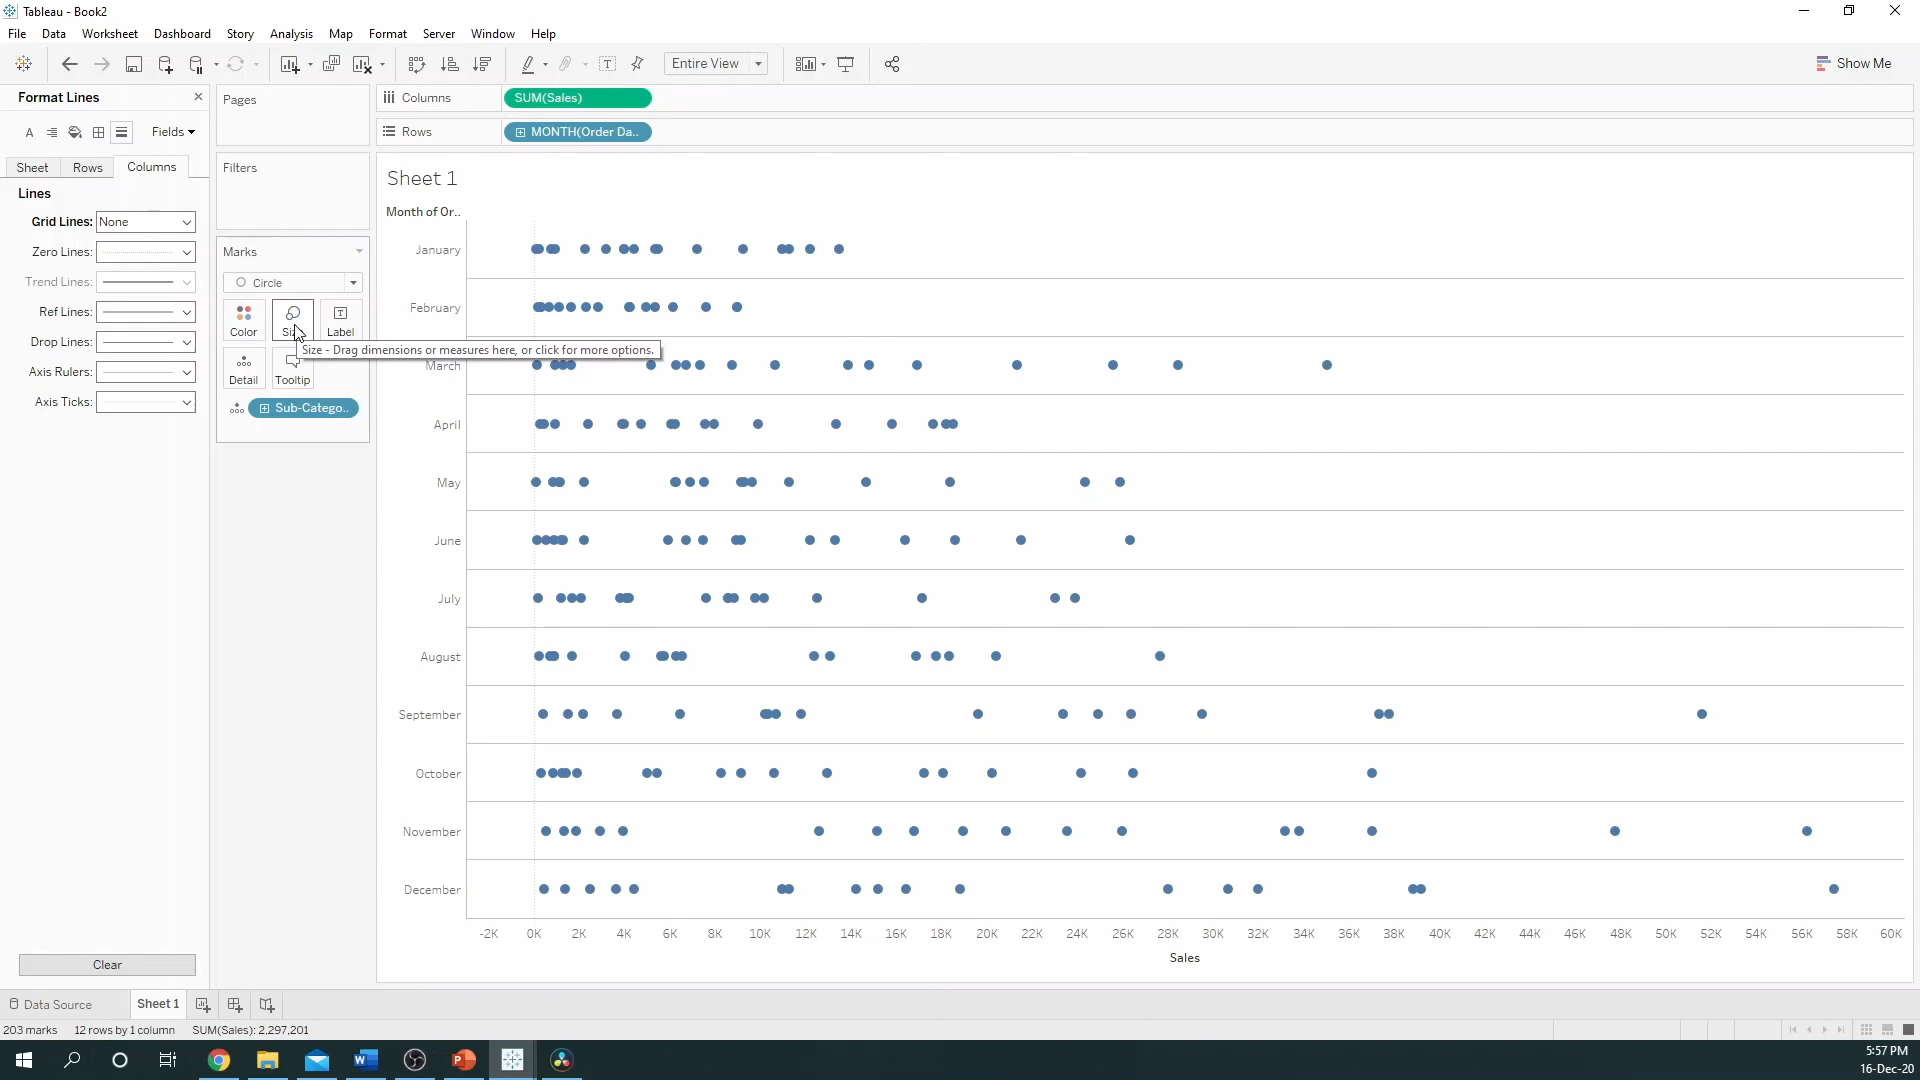 Tableau - Book2
File Data Worksheet Dashboard Story Analysis Map Format Server Window Help
Entire View
Show Me
Format Lines
Fields
Sheet Rows Columns
Lines
Grid Lines: None
Zero Lines:
Trend Lines:
Ref Lines:
Drop Lines:
Axis Rulers:
Axis Ticks:
Clear
Pages
Filters
Marks
Circle
Color Label
Detail Tooltip
Sub-Catego..
Size - Drag dimensions or measures here, or click for more options.
Columns SUM(Sales)
Rows MONTH(Order Da..
Sheet 1
Month of Or..
January
February
March
April
May
June
July
August
September
October
November
December
-2K 0K 2K 4K 6K 8K 10K 12K 14K 16K 18K 20K 22K 24K 26K 28K 30K 32K 34K 36K 38K 40K 42K 44K 46K 48K 50K 52K 54K 56K 58K 60K
Sales
Data Source Sheet 1
203 marks 12 rows by 1 column SUM(Sales): 2,297,201
5:57 PM
16-Dec-20